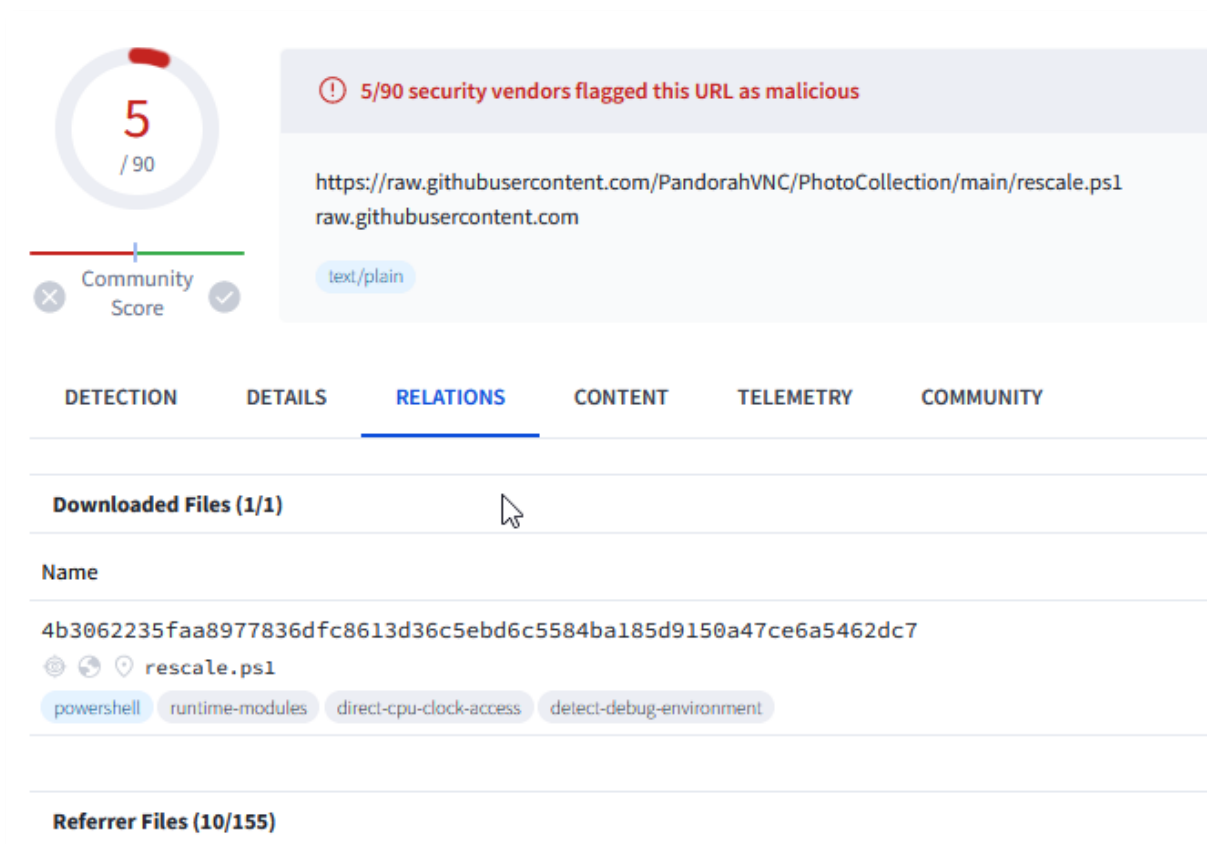 5
/ 90
Community
Score
5/90 security vendors flagged this URL as malicious
https://raw.githubusercontent.com/PandorahVNC/PhotoCollection/main/rescale.ps1
raw.githubusercontent.com
text/plain
DETECTION DETAILS RELATIONS CONTENT TELEMETRY COMMUNITY
Downloaded Files (1/1)
Name
4b3062235faa8977836dfc8613d36c5ebd6c5584ba185d9150a47ce6a5462dc7
rescale.ps1
powershell runtime-modules direct-cpu-clock-access detect-debug-environment
Referrer Files (10/155)